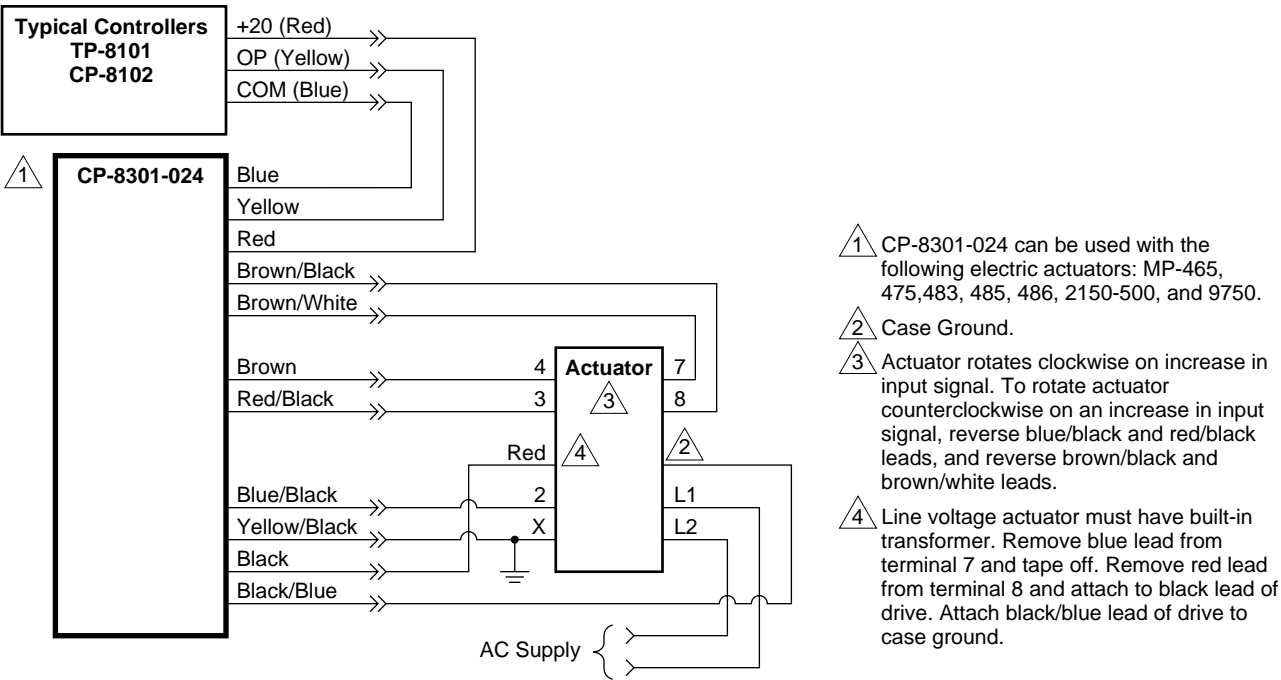 Typical Controllers
TP-8101
CP-8102
+20 (Red)
OP (Yellow)
COM (Blue)
1
CP-8301-024
Blue
Yellow
Red
Brown/Black
Brown/White
Brown
Red/Black
Blue/Black
Yellow/Black
Black
Black/Blue
4
3
Red
2
X
Actuator
3
4
7
8
2
L1
L2
AC Supply
1 CP-8301-024 can be used with the
following electric actuators: MP-465,
475,483, 485, 486, 2150-500, and 9750.
2 Case Ground.
3 Actuator rotates clockwise on increase in
input signal. To rotate actuator
counterclockwise on an increase in input
signal, reverse blue/black and red/black
leads, and reverse brown/black and
brown/white leads.
4 Line voltage actuator must have built-in
transformer. Remove blue lead from
terminal 7 and tape off. Remove red lead
from terminal 8 and attach to black lead of
drive. Attach black/blue lead of drive to
case ground.